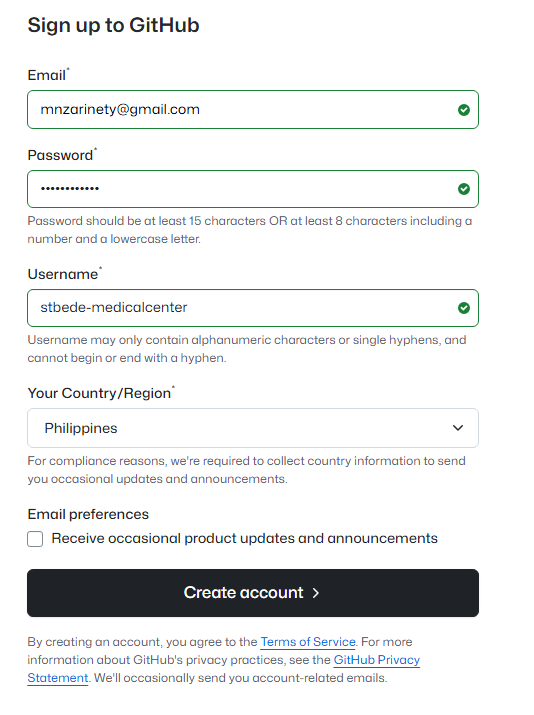 Sign up to GitHub
Email*
mnzarinety@gmail.com
Password*
••••••••••••
Password should be at least 15 characters OR at least 8 characters including a
number and a lowercase letter.
Username*
stbede-medicalcenter
Username may only contain alphanumeric characters or single hyphens, and
cannot begin or end with a hyphen.
Your Country/Region*
Philippines
For compliance reasons, we're required to collect country information to send
you occasional updates and announcements.
Email preferences
Receive occasional product updates and announcements
Create account >
By creating an account, you agree to the Terms of Service. For more
information about GitHub's privacy practices, see the GitHub Privacy
Statement. We'll occasionally send you account-related emails.